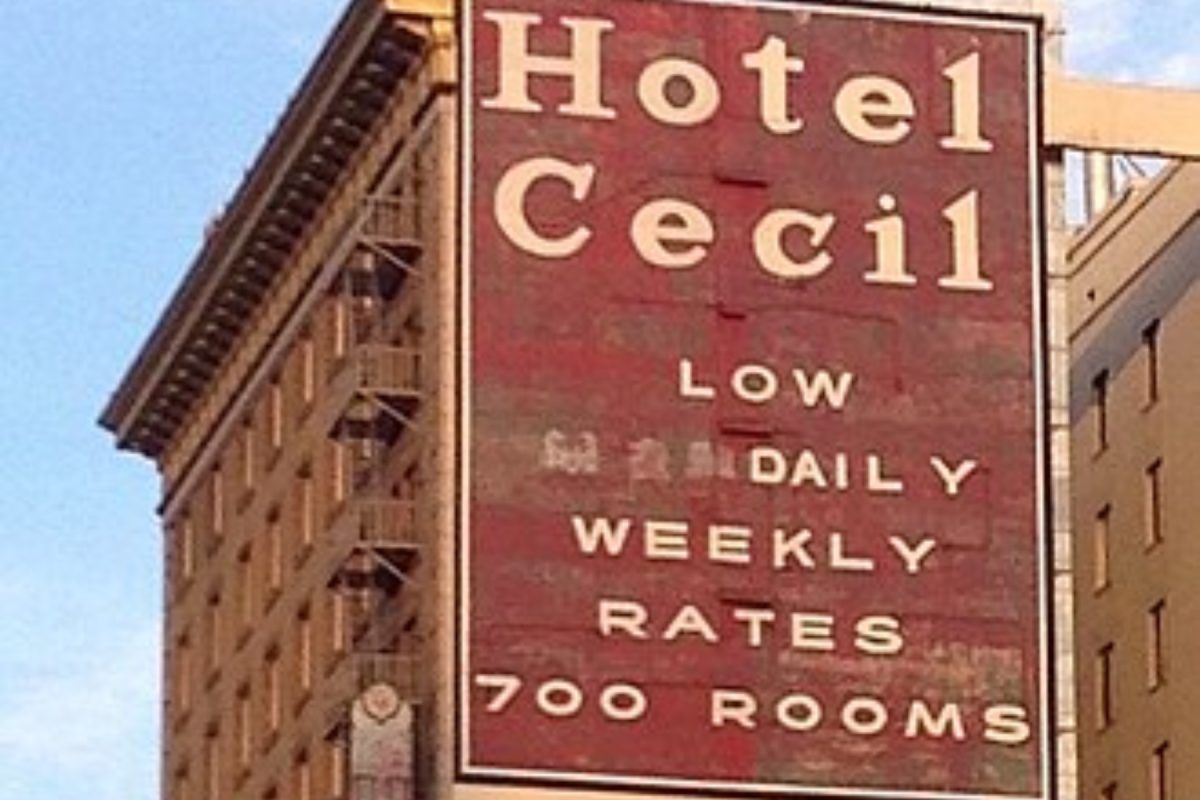 Hotel
Cecil
LOW
DAILY
WEEKLY
RATES
700 ROOMS